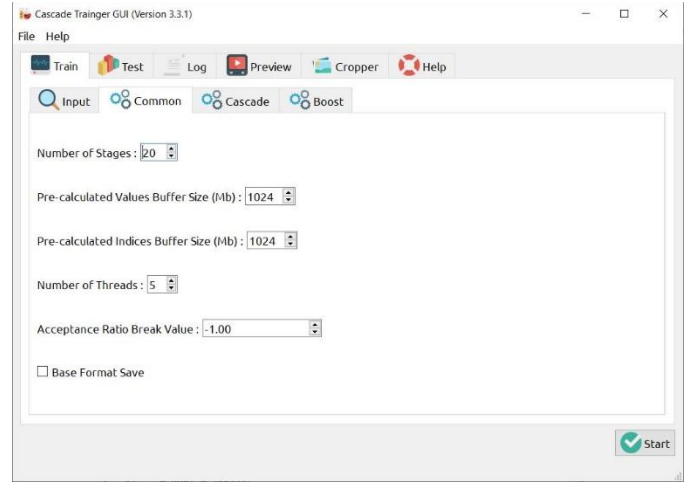 Cascade Trainger GUI (Version 3.3.1)
File Help
Train Test Log Preview Cropper Help
Input Common Cascade Boost
Number of Stages : 20
Pre-calculated Values Buffer Size (Mb) : 1024
Pre-calculated Indices Buffer Size (Mb) : 1024
Number of Threads : 5
Acceptance Ratio Break Value : -1.00
Base Format Save
Start